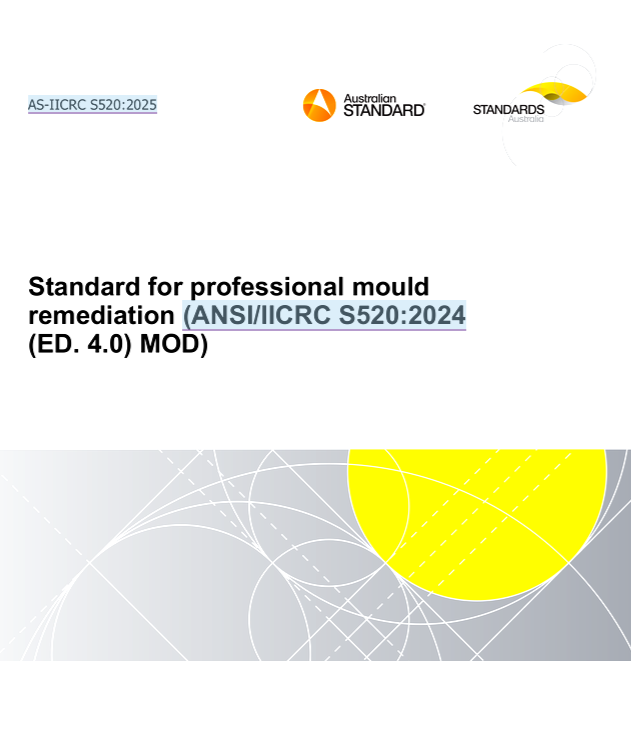 AS-IICRC S520:2025
Australian
STANDARD
STANDARDS
Australia
Standard for professional mould
remediation (ANSI/IICRC S520:2024
(ED. 4.0) MOD)